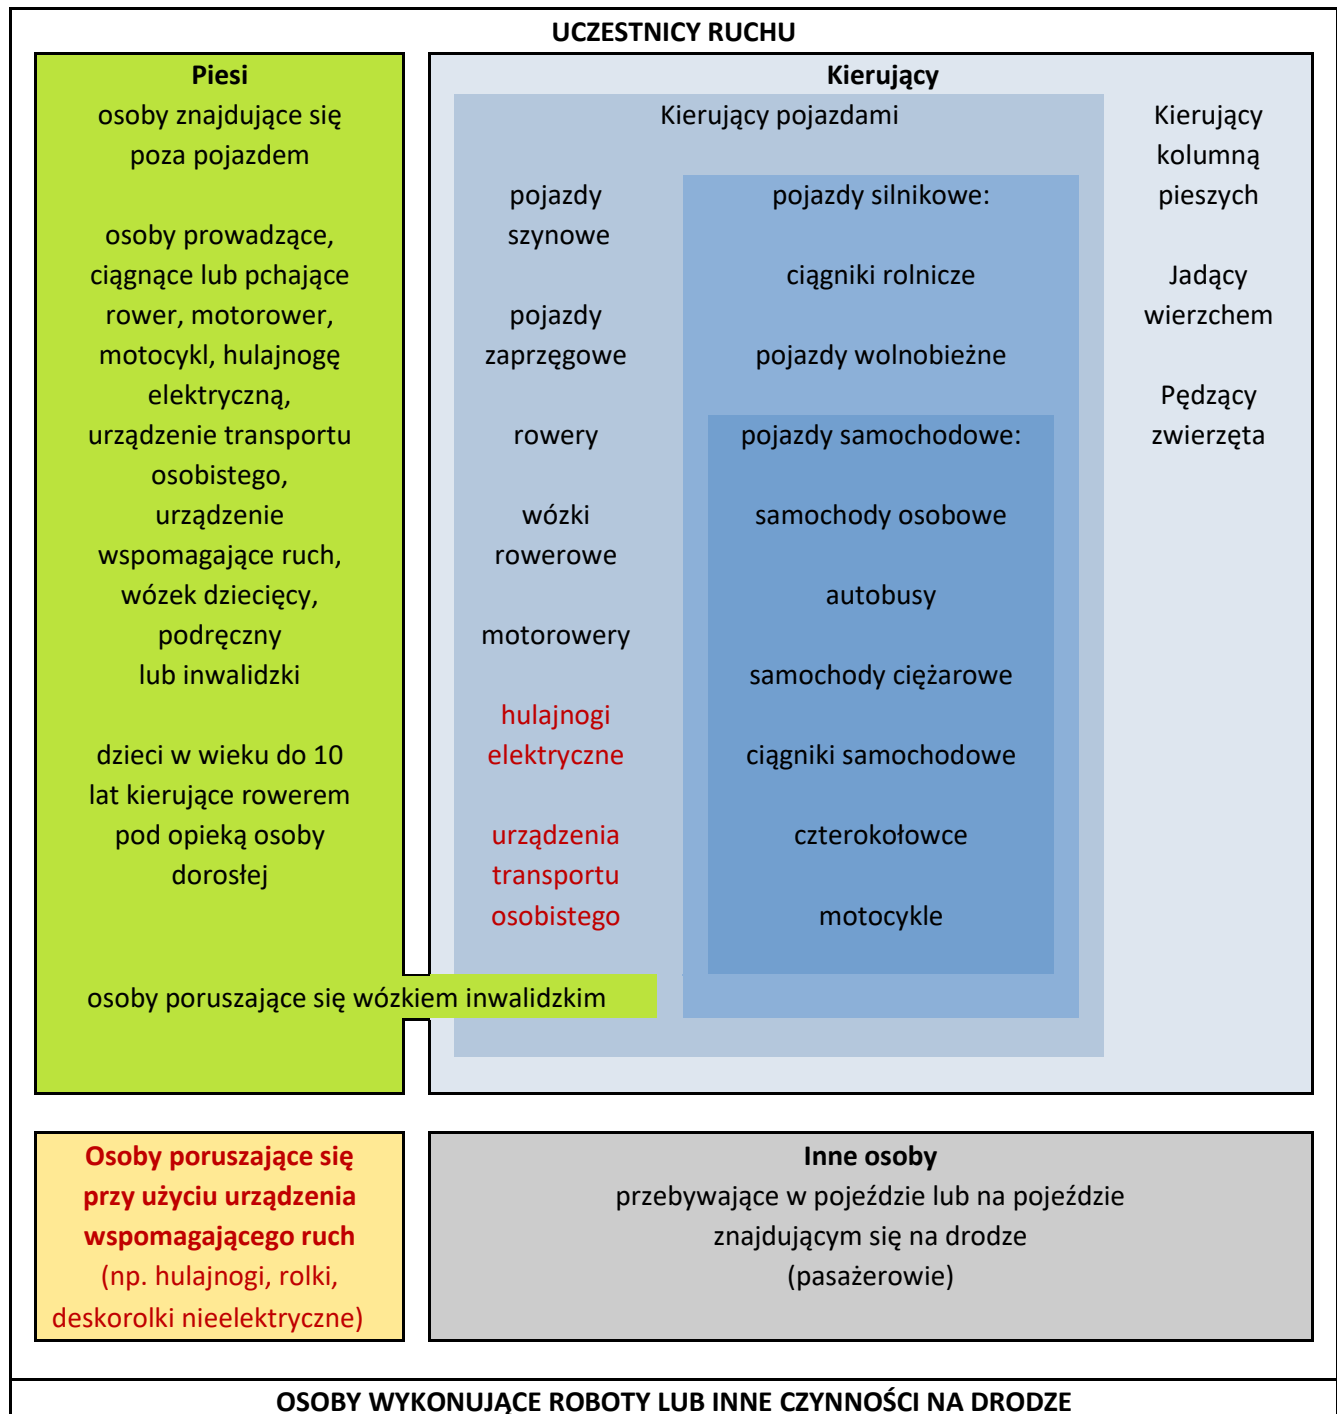 UCZESTNICY RUCHU
Piesi
osoby znajdujące się
poza pojazdem
osoby prowadzące,
ciągnące lub pchające
rower, motorower,
motocykl, hulajnogę
elektryczną,
urządzenie transportu
osobistego,
urządzenie
wspomagające ruch,
wózek dziecięcy,
podręczny
lub inwalidzki
dzieci w wieku do 10
lat kierujące rowerem
pod opieką osoby
dorosłej
osoby poruszające się wózkiem inwalidzkim
Kierujący
Kierujący pojazdami
pojazdy
szynowe
pojazdy
zaprzęgowe
rowery
wózki
rowerowe
motorowery
hulajnogi
elektryczne
urządzenia
transportu
osobistego
pojazdy silnikowe:
ciągniki rolnicze
pojazdy wolnobieżne
pojazdy samochodowe:
samochody osobowe
autobusy
samochody ciężarowe
ciągniki samochodowe
czterokołowce
motocykle
Kierujący
kolumną
pieszych
Jadący
wierzchem
Pędzący
zwierzęta
Osoby poruszające się
przy użyciu urządzenia
wspomagającego ruch
(np. hulajnogi, rolki,
deskorolki nieelektryczne)
Inne osoby
przebywające w pojeździe lub na pojeździe
znajdującym się na drodze
(pasażerowie)
OSOBY WYKONUJĄCE ROBOTY LUB INNE CZYNNOŚCI NA DRODZE